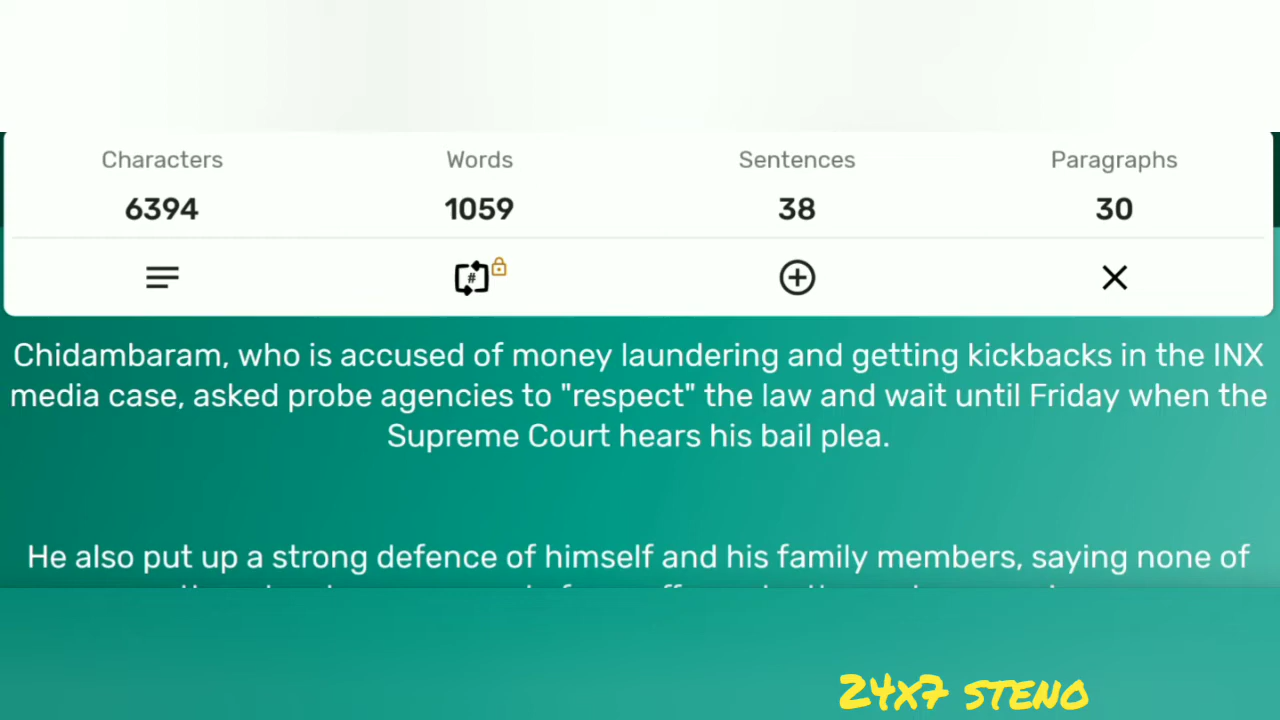 Characters Words Sentences Paragraphs
6394 1059 38 30
#
Chidambaram, who is accused of money laundering and getting kickbacks in the INX
media case, asked probe agencies to "respect" the law and wait until Friday when the
Supreme Court hears his bail plea.
He also put up a strong defence of himself and his family members, saying none of
24x7 STENO